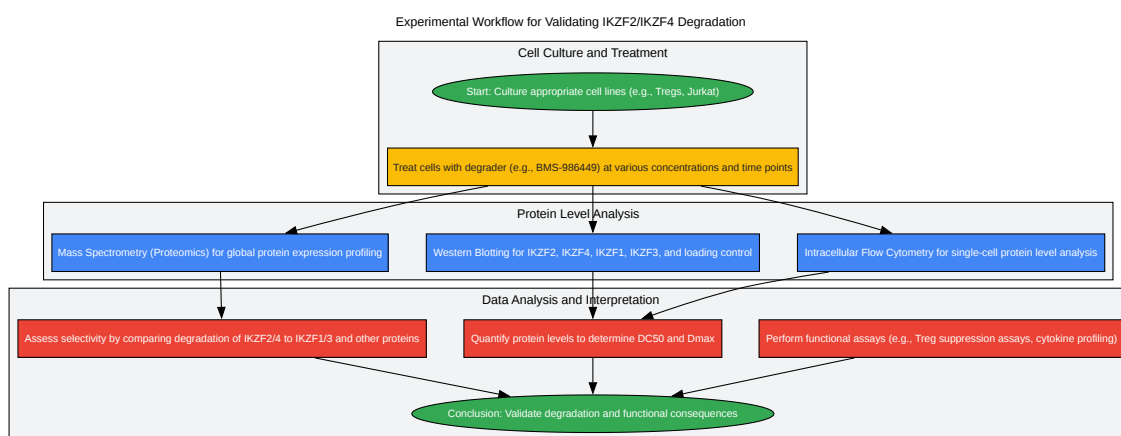 Experimental Workflow for Validating IKZF2/IKZF4 Degradation
Cell Culture and Treatment
Start: Culture appropriate cell lines (e.g., Tregs, Jurkat)
Treat cells with degrader (e.g., BMS-986449) at various concentrations and time points
Protein Level Analysis
Mass Spectrometry (Proteomics) for global protein expression profiling
Western Blotting for IKZF2, IKZF4, IKZF1, IKZF3, and loading control
Intracellular Flow Cytometry for single-cell protein level analysis
Data Analysis and Interpretation
Assess selectivity by comparing degradation of IKZF2/4 to IKZF1/3 and other proteins
Quantify protein levels to determine DC50 and Dmax
Perform functional assays (e.g., Treg suppression assays, cytokine profiling)
Conclusion: Validate degradation and functional consequences